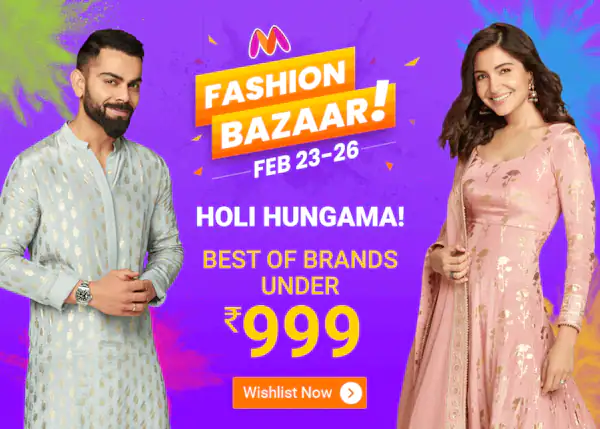 FASHION
BAZAAR!
FEB 23-26
HOLI HUNGAMA!
BEST OF BRANDS
UNDER
₹999
Wishlist Now